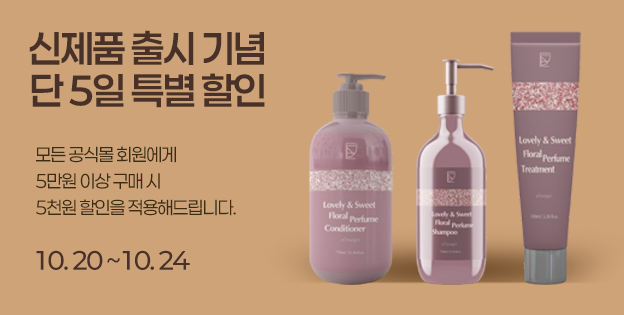 신제품 출시 기념
단 5일 특별 할인
모든 공식몰 회원에게
5만원 이상 구매 시
5천원 할인을 적용해드립니다.
10. 20 ~ 10. 24
Lovely & Sweet
Floral Perfume
Conditioner
Lovely & Sweet
Floral Perfume
Shampoo
Lovely & Sweet
Floral Perfume
Treatment